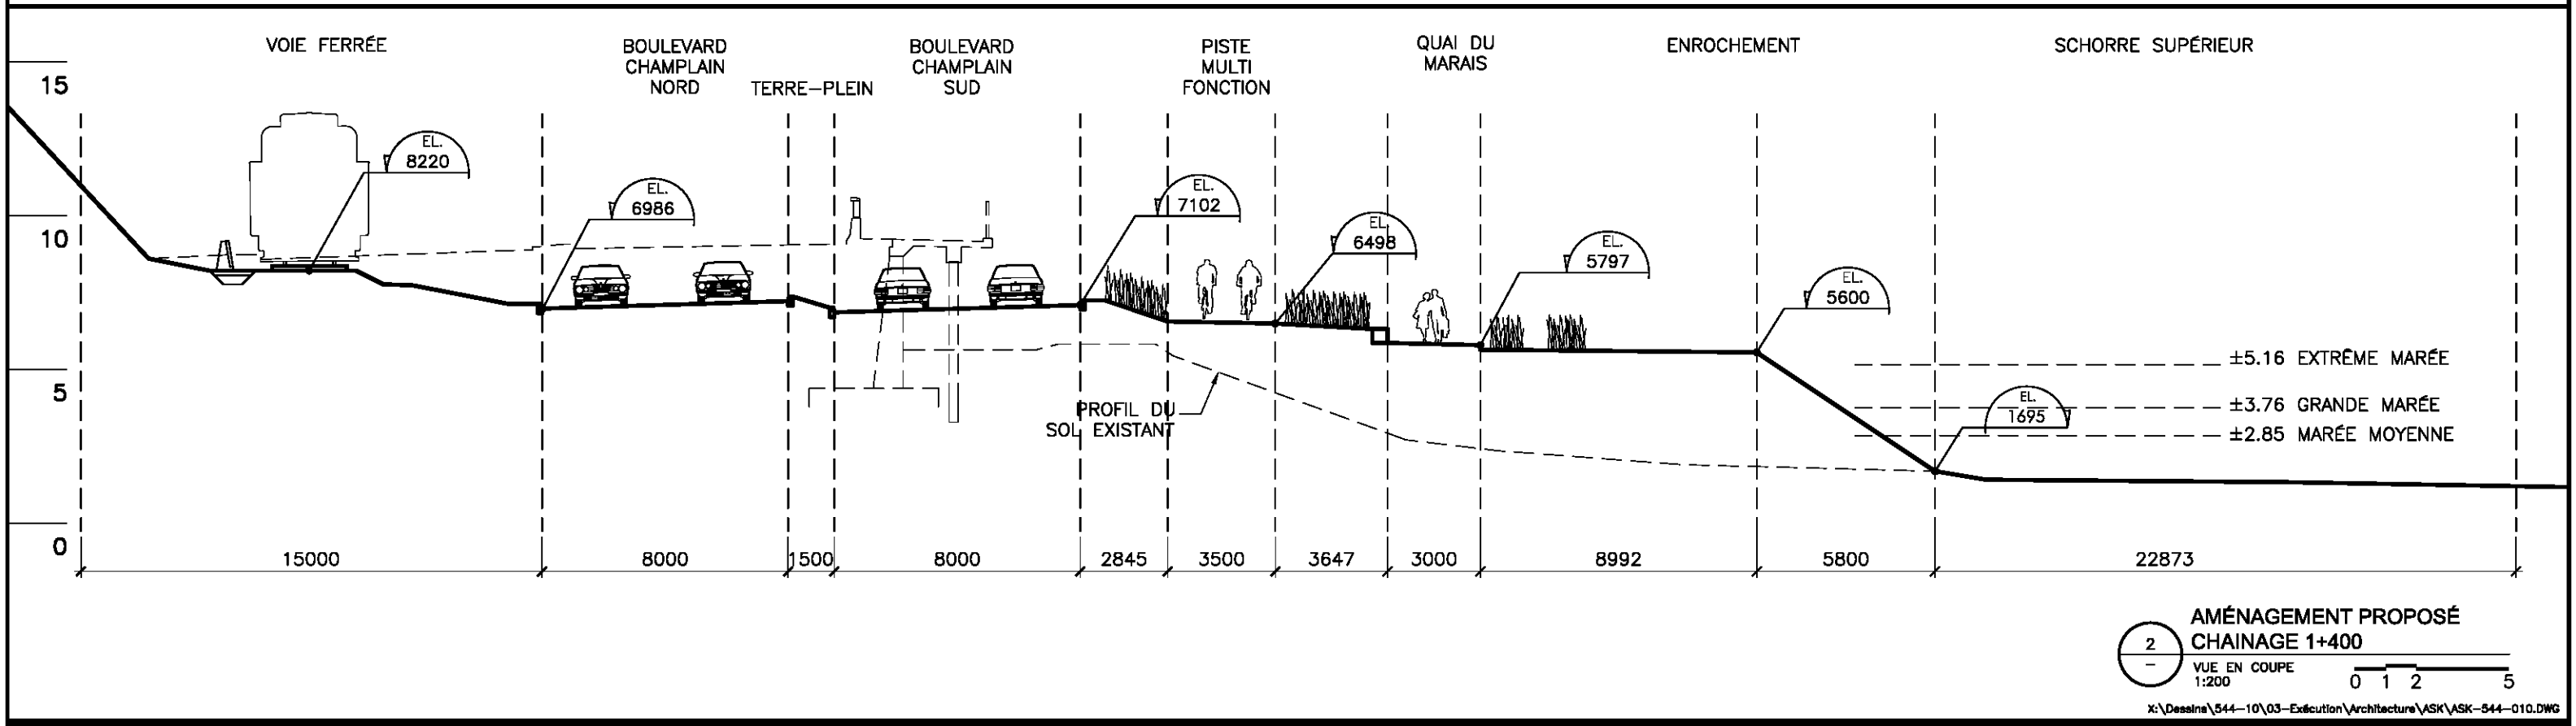 VOIE FERRÉE
BOULEVARD
CHAMPLAIN
NORD
TERRE-PLEIN
BOULEVARD
CHAMPLAIN
SUD
PISTE
MULTI
FONCTION
QUAI DU
MARAIS
ENROCHEMENT
SCHORRE SUPÉRIEUR
15
10
5
0
EL.
8220
EL.
6986
EL.
7102
EL.
6498
EL.
5797
EL.
5600
EL.
1695
±5.16 EXTRÊME MARÉE
±3.76 GRANDE MARÉE
±2.85 MARÉE MOYENNE
PROFIL DU
SOL EXISTANT
15000
8000
1500
8000
2845
3500
3647
3000
8992
5800
22873
2
–
AMÉNAGEMENT PROPOSÉ
CHAINAGE 1+400
VUE EN COUPE
1:200
0 1 2 5
X:\Dessins\544-10\03-Exécution\Architecture\ASK\ASK-544-010.DWG